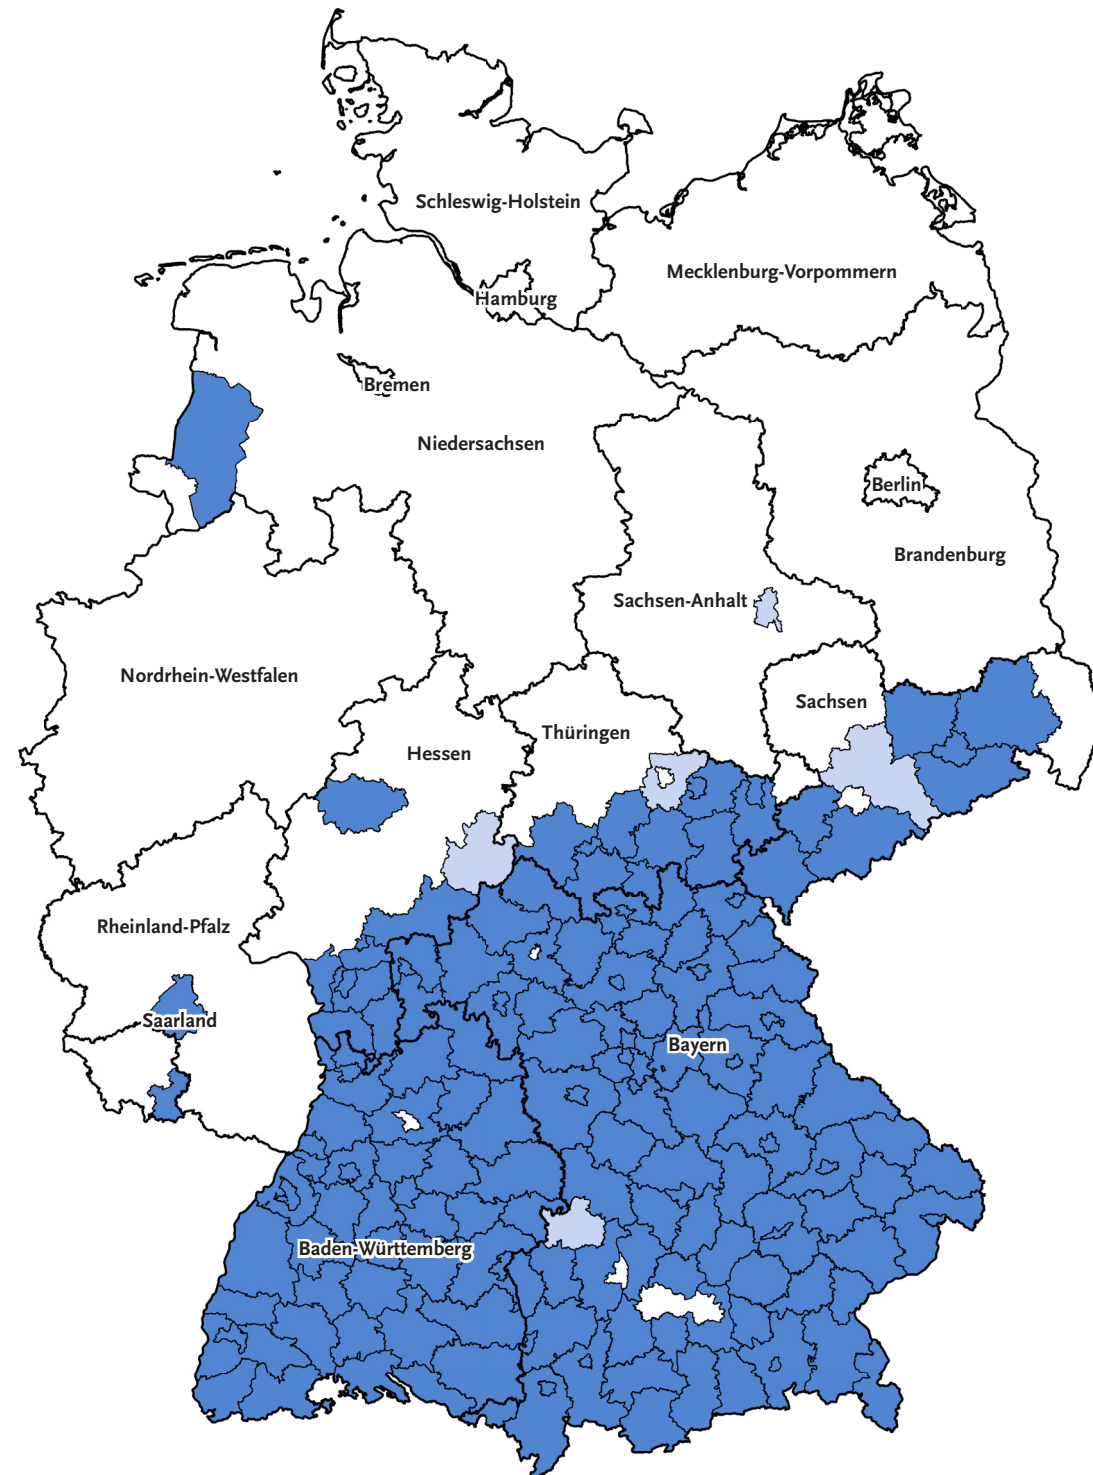 Schleswig-Holstein
Mecklenburg-Vorpommern
Hamburg
Bremen
Niedersachsen
Berlin
Brandenburg
Sachsen-Anhalt
Nordrhein-Westfalen
Sachsen
Thüringen
Hessen
Rheinland-Pfalz
Saarland
Bayern
Baden-Württemberg